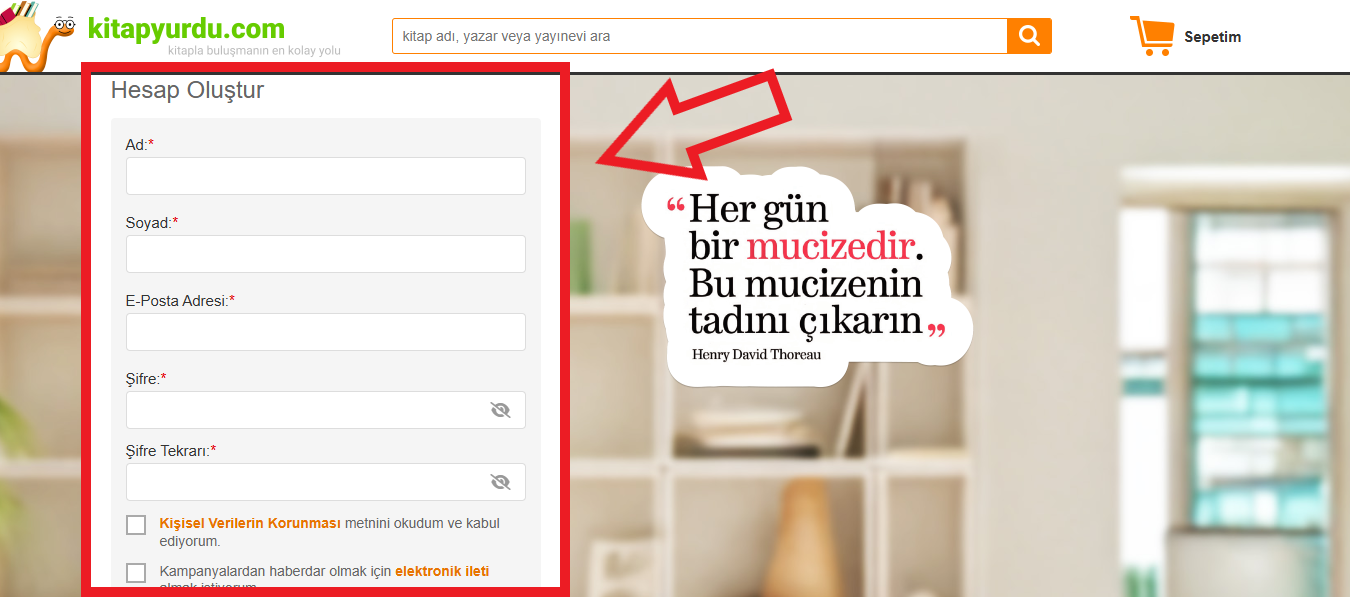 kitapyurdu.com
kitapla buluşmanın en kolay yolu
kitap adı, yazar veya yayınevi ara
Sepetim
Hesap Oluştur
Ad:*
Soyad:*
E-Posta Adresi:*
Şifre:*
Şifre Tekrarı:*
Kişisel Verilerin Korunması metnini okudum ve kabul
ediyorum.
Kampanyalardan haberdar olmak için elektronik ileti
almak istiyorum
“Her gün
bir mucizedir.
Bu mucizenin
tadını çıkarın”
Henry David Thoreau